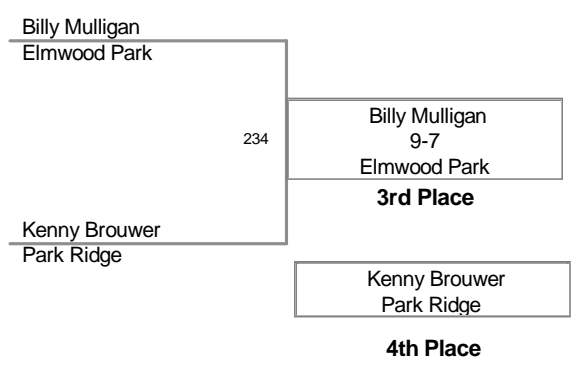 Billy Mulligan
Elmwood Park
234
Billy Mulligan
9-7
Elmwood Park
3rd Place
Kenny Brouwer
Park Ridge
Kenny Brouwer
Park Ridge
4th Place